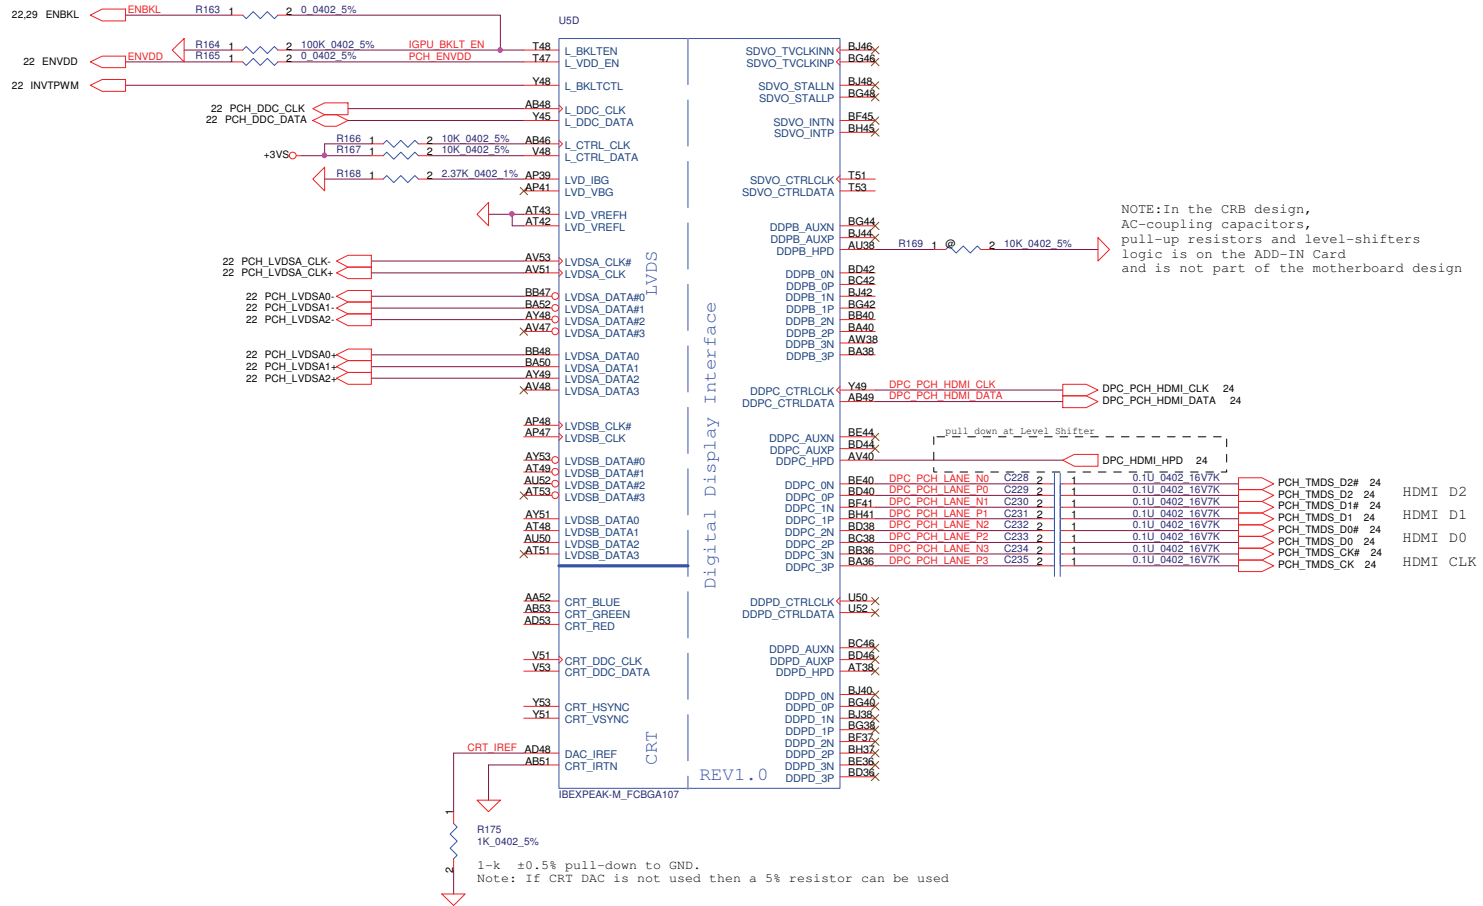 22,29 ENBKL ENBKL R163 1 2 0_0402_5%
U5D
R164 1 2 100K_0402_5% IGPU_BKLT_EN T48 L_BKLTEN
22 ENVDD ENVDD R165 1 2 0_0402_5% PCH_ENVDD T47 L_VDD_EN
22 INVTPWM Y48 L_BKLTCTL
22 PCH_DDC_CLK AB48 L_DDC_CLK
22 PCH_DDC_DATA Y45 L_DDC_DATA
R166 1 2 10K_0402_5% AB46 L_CTRL_CLK
+3VS R167 1 2 10K_0402_5% V48 L_CTRL_DATA
R168 1 2 2.37K_0402_1% AP39 LVD_IBG
AP41 LVD_VBG
AT43 LVD_VREFH
AT42 LVD_VREFL
22 PCH_LVDSA_CLK- AV53 LVDSA_CLK#
22 PCH_LVDSA_CLK+ AV51 LVDSA_CLK
22 PCH_LVDSA0- BB47 LVDSA_DATA#0
22 PCH_LVDSA1- BA52 LVDSA_DATA#1
22 PCH_LVDSA2- AY48 LVDSA_DATA#2
AV47 LVDSA_DATA#3
22 PCH_LVDSA0+ BB48 LVDSA_DATA0
22 PCH_LVDSA1+ BA50 LVDSA_DATA1
22 PCH_LVDSA2+ AY49 LVDSA_DATA2
AV48 LVDSA_DATA3
AP48 LVDSB_CLK#
AP47 LVDSB_CLK
AY53 LVDSB_DATA#0
AT49 LVDSB_DATA#1
AU52 LVDSB_DATA#2
AT53 LVDSB_DATA#3
AY51 LVDSB_DATA0
AT48 LVDSB_DATA1
AU50 LVDSB_DATA2
AT51 LVDSB_DATA3
AA52 CRT_BLUE
AB53 CRT_GREEN
AD53 CRT_RED
V51 CRT_DDC_CLK
V53 CRT_DDC_DATA
Y53 CRT_HSYNC
Y51 CRT_VSYNC
CRT_IREF AD48 DAC_IREF
AB51 CRT_IRTN
LVDS
CRT
Digital Display Interface
REV1.0
IBEXPEAK-M_FCBGA107
SDVO_TVCLKINN BJ46
SDVO_TVCLKINP BG46
SDVO_STALLN BJ48
SDVO_STALLP BG48
SDVO_INTN BF45
SDVO_INTP BH45
SDVO_CTRLCLK T51
SDVO_CTRLDATA T53
DDPB_AUXN BG44
DDPB_AUXP BJ44
DDPB_HPD AU38 R169 1 @ 2 10K_0402_5%
DDPB_0N BD42
DDPB_0P BC42
DDPB_1N BJ42
DDPB_1P BG42
DDPB_2N BB40
DDPB_2P BA40
DDPB_3N AW38
DDPB_3P BA38
NOTE:In the CRB design,
AC-coupling capacitors,
pull-up resistors and level-shifters
logic is on the ADD-IN Card
and is not part of the motherboard design
DDPC_CTRLCLK Y49 DPC_PCH_HDMI_CLK DPC_PCH_HDMI_CLK 24
DDPC_CTRLDATA AB49 DPC_PCH_HDMI_DATA DPC_PCH_HDMI_DATA 24
DDPC_AUXN BE44 pull down at Level Shifter
DDPC_AUXP BD44
DDPC_HPD AV40 DPC_HDMI_HPD 24
DDPC_0N BE40 DPC_PCH_LANE_N0 C228 2 1 0.1U_0402_16V7K PCH_TMDS_D2# 24
DDPC_0P BD40 DPC_PCH_LANE_P0 C229 2 1 0.1U_0402_16V7K PCH_TMDS_D2 24 HDMI D2
DDPC_1N BF41 DPC_PCH_LANE_N1 C230 2 1 0.1U_0402_16V7K PCH_TMDS_D1# 24
DDPC_1P BH41 DPC_PCH_LANE_P1 C231 2 1 0.1U_0402_16V7K PCH_TMDS_D1 24 HDMI D1
DDPC_2N BD38 DPC_PCH_LANE_N2 C232 2 1 0.1U_0402_16V7K PCH_TMDS_D0# 24
DDPC_2P BC38 DPC_PCH_LANE_P2 C233 2 1 0.1U_0402_16V7K PCH_TMDS_D0 24 HDMI D0
DDPC_3N BB36 DPC_PCH_LANE_N3 C234 2 1 0.1U_0402_16V7K PCH_TMDS_CK# 24
DDPC_3P BA36 DPC_PCH_LANE_P3 C235 2 1 0.1U_0402_16V7K PCH_TMDS_CK 24 HDMI CLK
DDPD_CTRLCLK U50
DDPD_CTRLDATA U52
DDPD_AUXN BC46
DDPD_AUXP BD46
DDPD_HPD AT38
DDPD_0N BJ40
DDPD_0P BG40
DDPD_1N BJ38
DDPD_1P BG38
DDPD_2N BF37
DDPD_2P BH37
DDPD_3N BE36
DDPD_3P BD36
1
R175
1K_0402_5%
2
1-k ±0.5% pull-down to GND.
Note: If CRT DAC is not used then a 5% resistor can be used